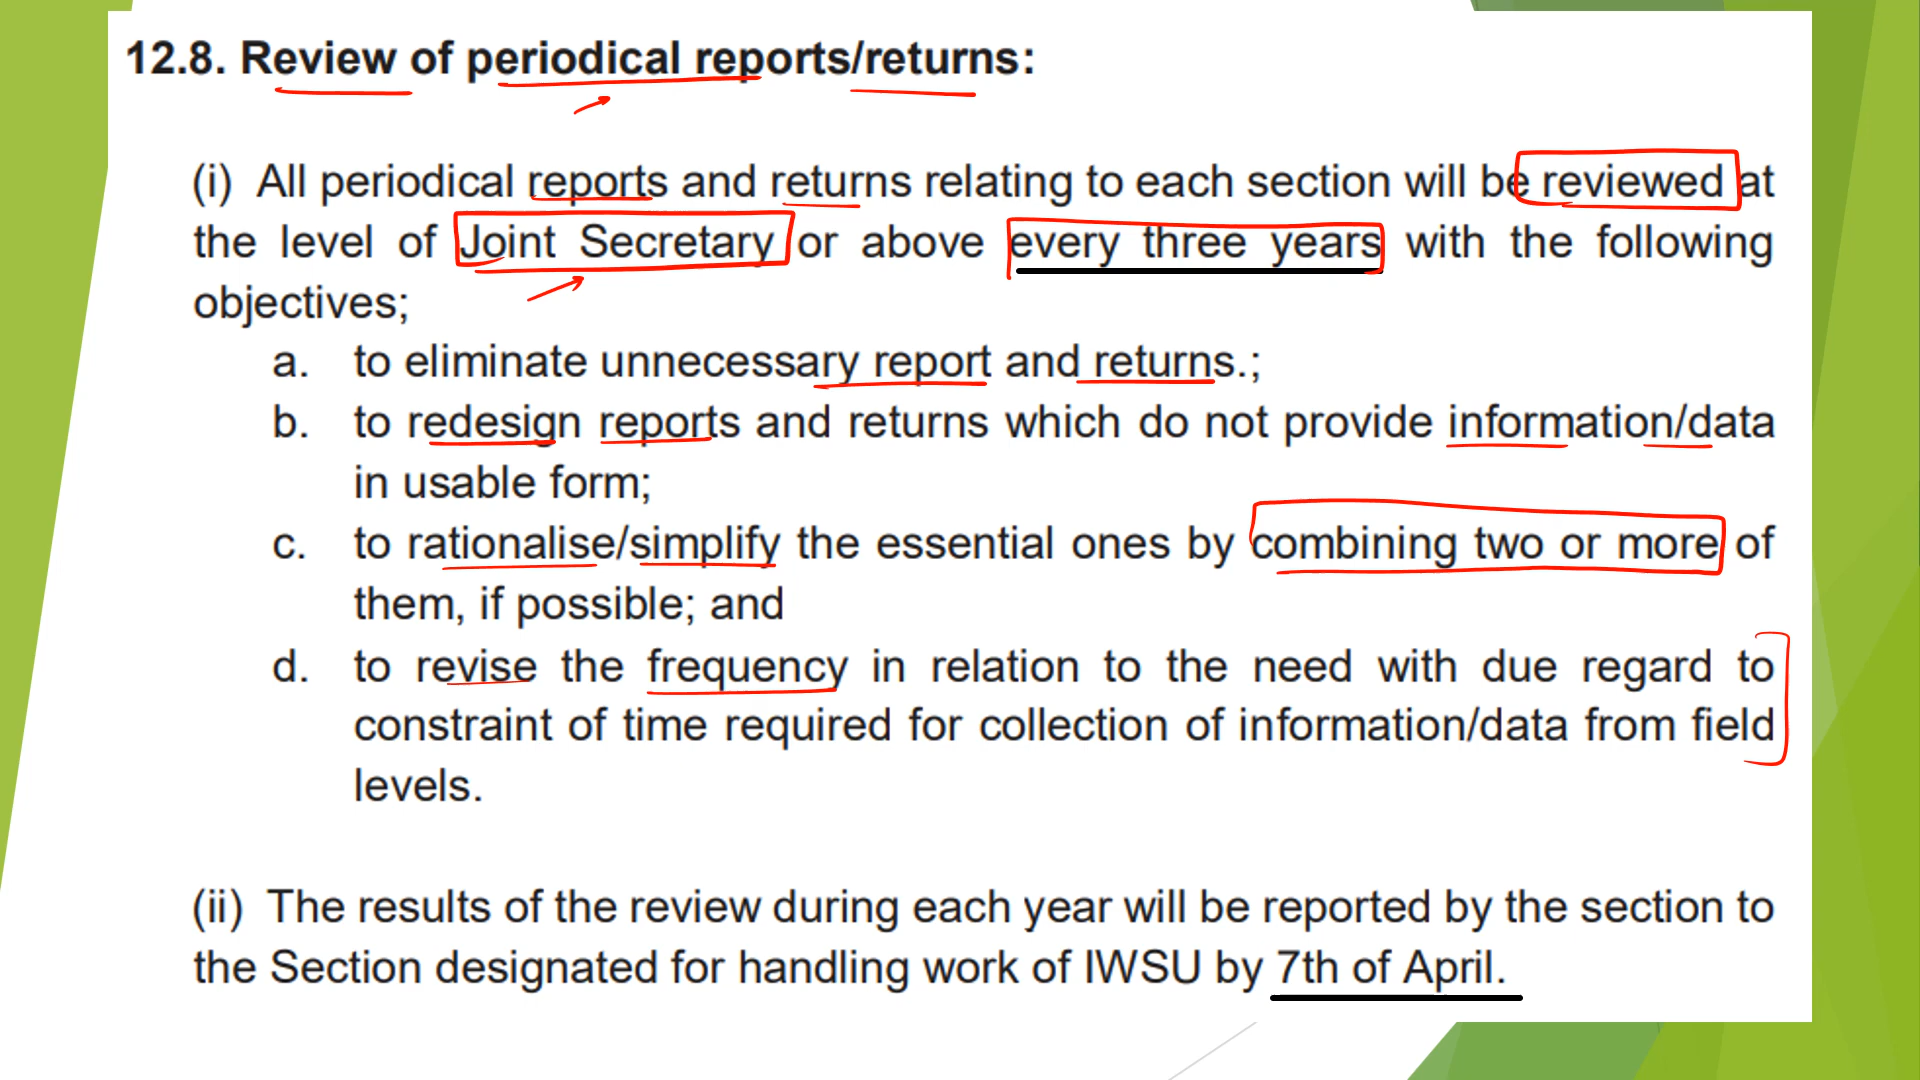 12.8. Review of periodical reports/returns:
(i) All periodical reports and returns relating to each section will be reviewed at
the level of Joint Secretary or above every three years with the following
objectives;
a. to eliminate unnecessary report and returns.;
b. to redesign reports and returns which do not provide information/data
in usable form;
c. to rationalise/simplify the essential ones by combining two or more of
them, if possible; and
d. to revise the frequency in relation to the need with due regard to
constraint of time required for collection of information/data from field
levels.
(ii) The results of the review during each year will be reported by the section to
the Section designated for handling work of IWSU by 7th of April.